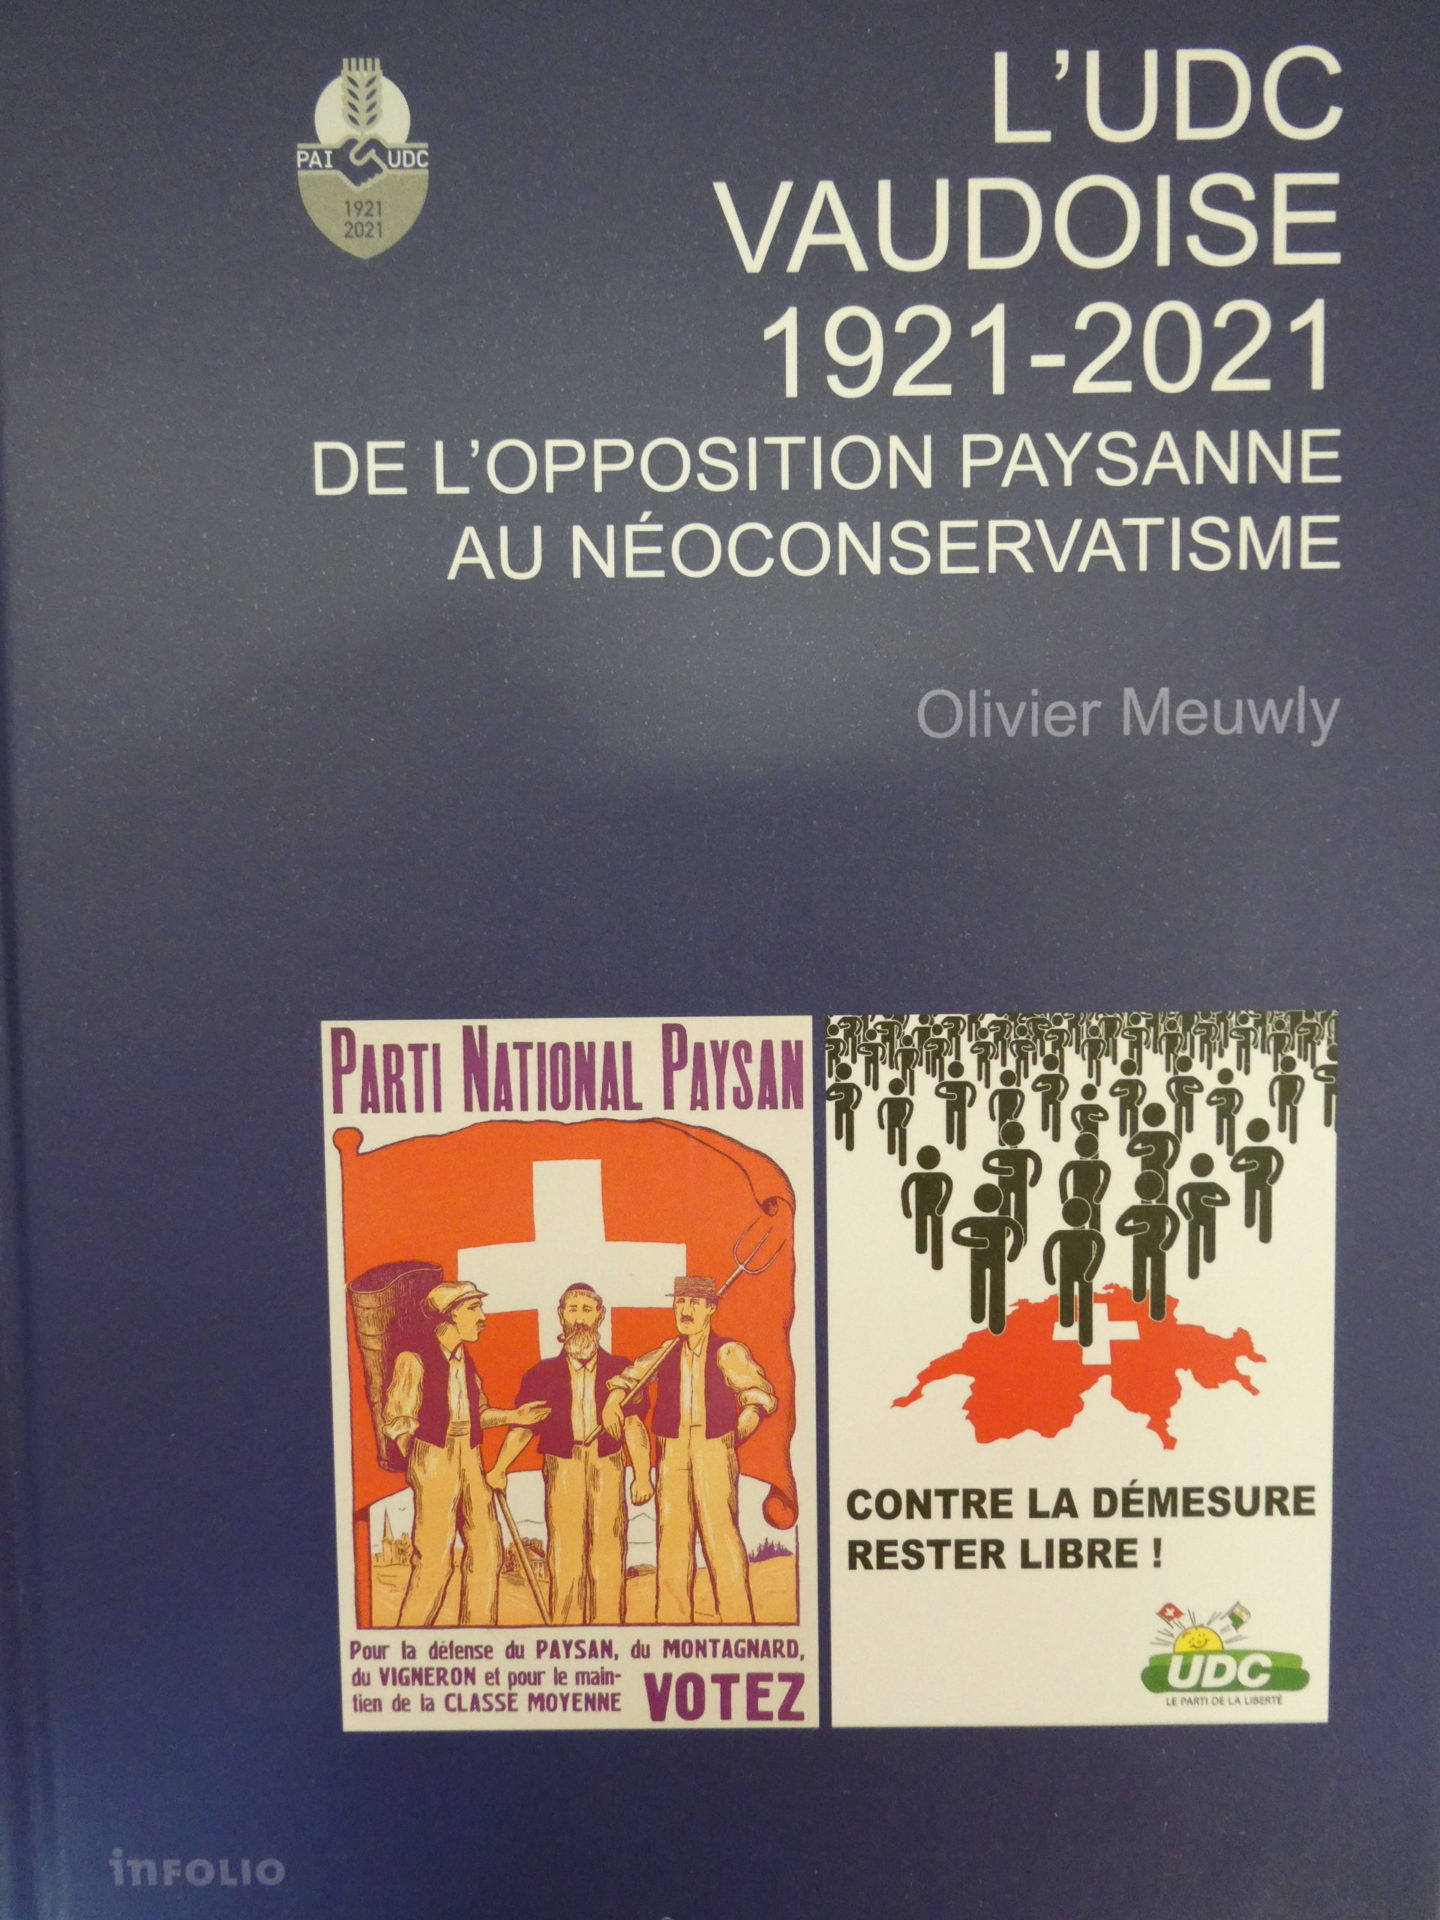 L'UDC
VAUDOISE
1921-2021
DE L'OPPOSITION PAYSANNE
AU NÉOCONSERVATISME
PAI UDC
1921
2021
Olivier Meuwly
PARTI NATIONAL PAYSAN
Pour la défense du PAYSAN, du MONTAGNARD,
du VIGNERON et pour le main-
tien de la CLASSE MOYENNE
VOTEZ
CONTRE LA DÉMESURE
RESTER LIBRE !
UDC
LE PARTI DE LA LIBERTÉ
inFOLIO